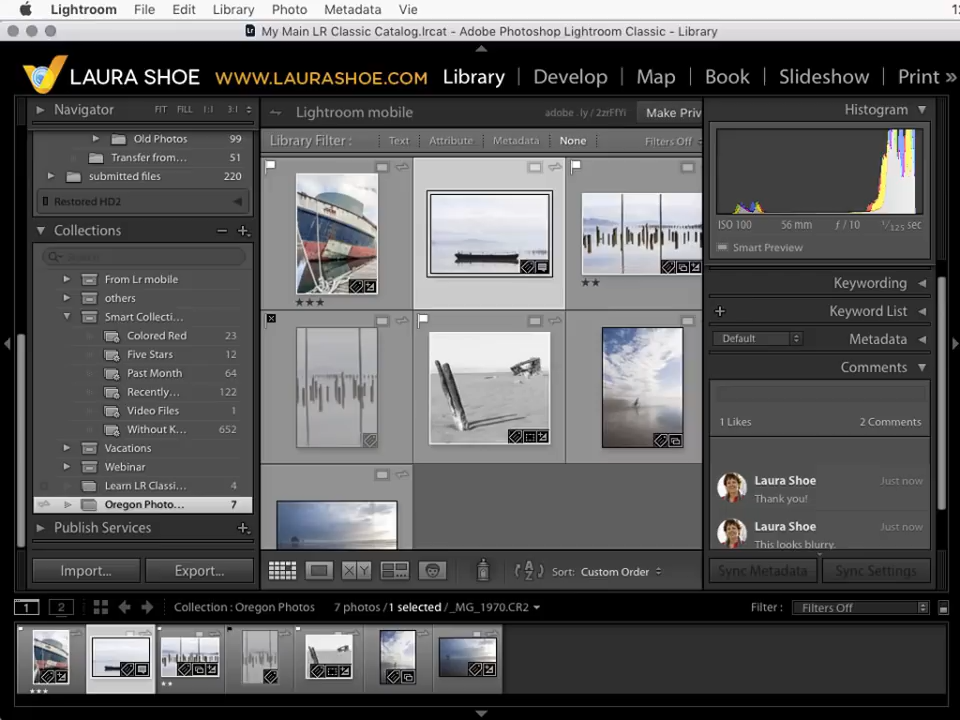 Lightroom File Edit Library Photo Metadata Vie
My Main LR Classic Catalog.lrcat - Adobe Photoshop Lightroom Classic - Library
LAURA SHOE WWW.LAURASHOE.COM Library | Develop | Map | Book | Slideshow | Print »
Navigator FIT FILL 1:1 3:1
Lightroom mobile adobe.ly/2zrFfYi Make Priv
Histogram
Old Photos 99
Transfer from... 51
submitted files 220
Restored HD2
Library Filter : Text | Attribute | Metadata | None Filters Off
ISO 100 56 mm ƒ / 10 1/125 sec
Smart Preview
Collections
Search
From Lr mobile
others
Smart Collecti...
Colored Red 23
Five Stars 12
Past Month 64
Recently... 122
Video Files 1
Without K... 652
Vacations
Webinar
Learn LR Classi... 4
Oregon Photo... 7
Publish Services
Import... Export...
Keywording
Keyword List
Default Metadata
Comments
1 Likes 2 Comments
Laura Shoe Just now
Thank you!
Laura Shoe Just now
This looks blurry.
X Y Sort: Custom Order
Sync Metadata Sync Settings
1 2 Collection : Oregon Photos 7 photos / 1 selected / _MG_1970.CR2 Filter : Filters Off